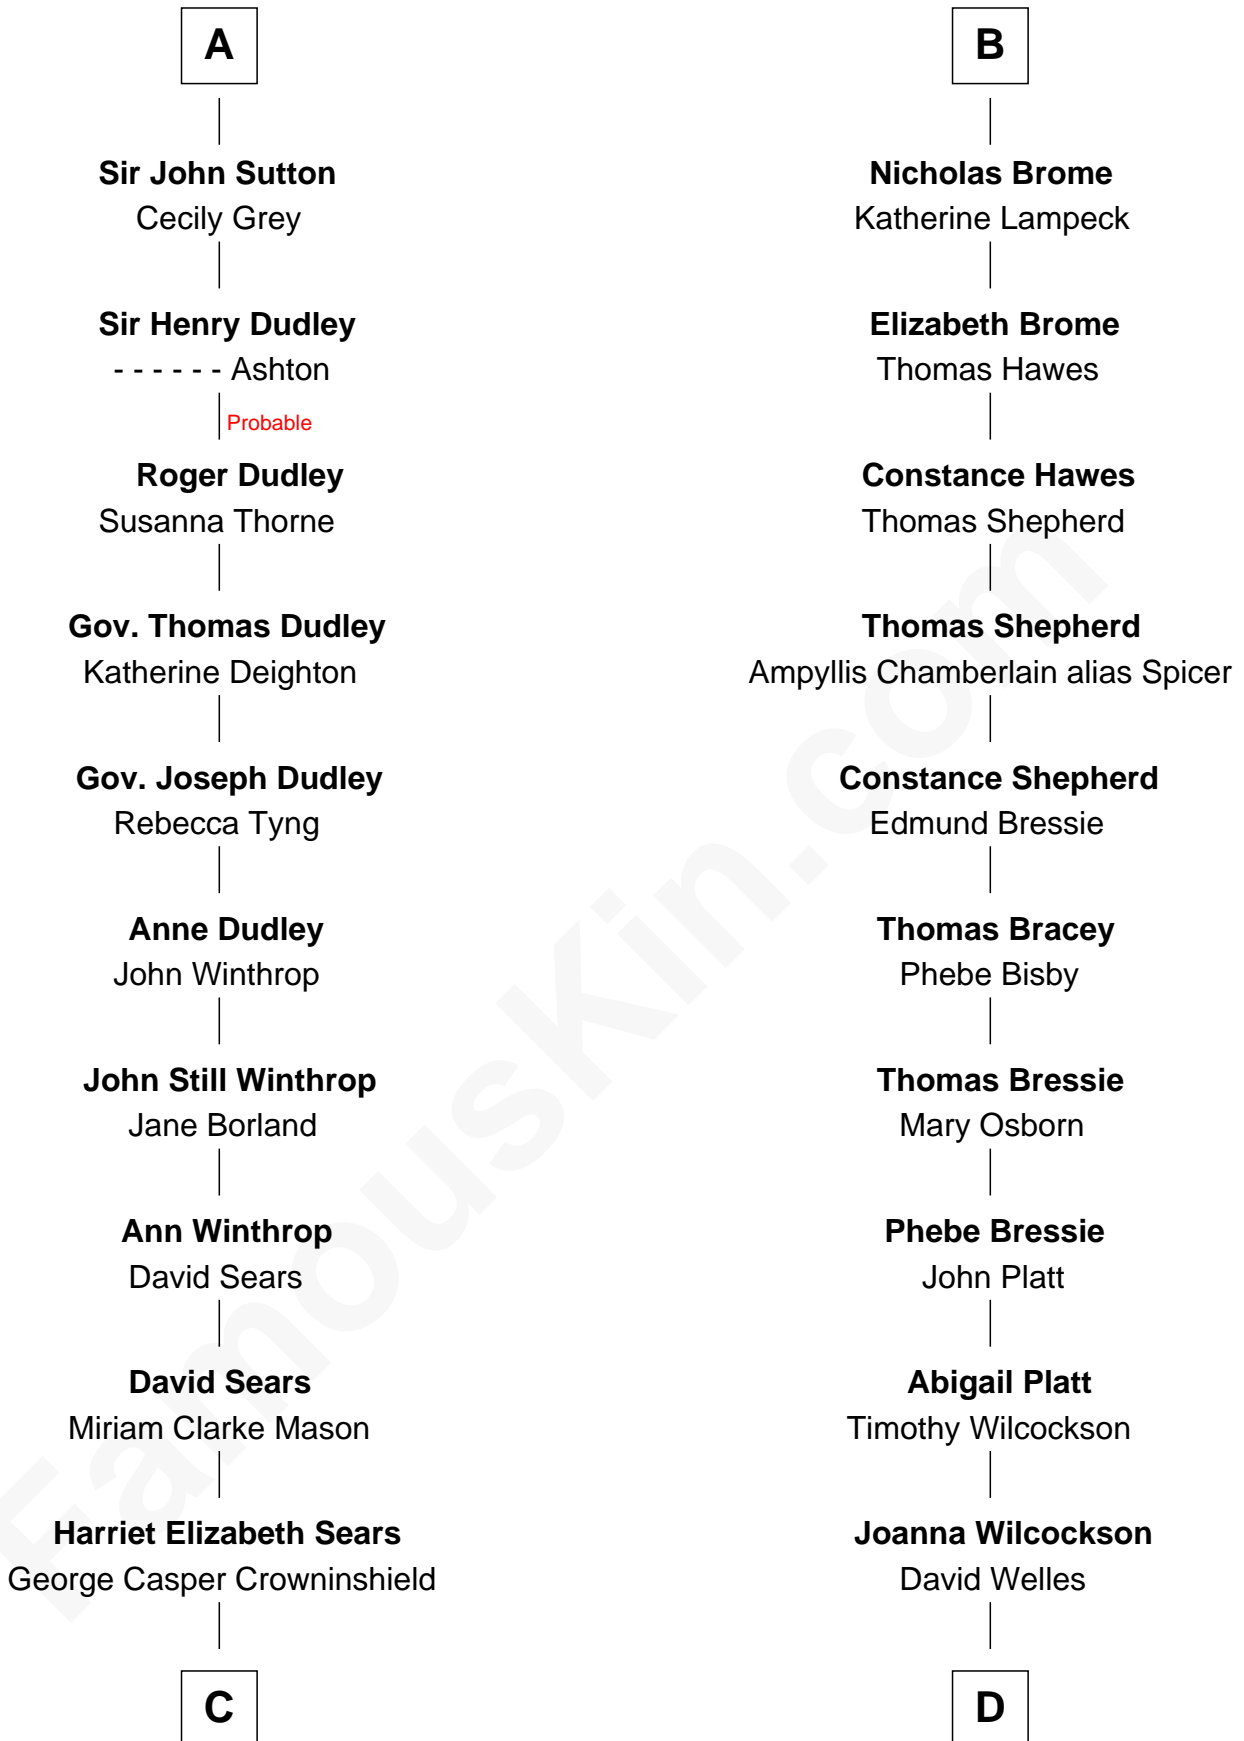 A
Sir John Sutton
Cecily Grey
Sir Henry Dudley
- - - - - - Ashton
Probable
Roger Dudley
Susanna Thorne
Gov. Thomas Dudley
Katherine Deighton
Gov. Joseph Dudley
Rebecca Tyng
Anne Dudley
John Winthrop
John Still Winthrop
Jane Borland
Ann Winthrop
David Sears
David Sears
Miriam Clarke Mason
Harriet Elizabeth Sears
George Casper Crowninshield
C
B
Nicholas Brome
Katherine Lampeck
Elizabeth Brome
Thomas Hawes
Constance Hawes
Thomas Shepherd
Thomas Shepherd
Ampyllis Chamberlain alias Spicer
Constance Shepherd
Edmund Bressie
Thomas Bracey
Phebe Bisby
Thomas Bressie
Mary Osborn
Phebe Bressie
John Platt
Abigail Platt
Timothy Wilcockson
Joanna Wilcockson
David Welles
D
FamousKin.com